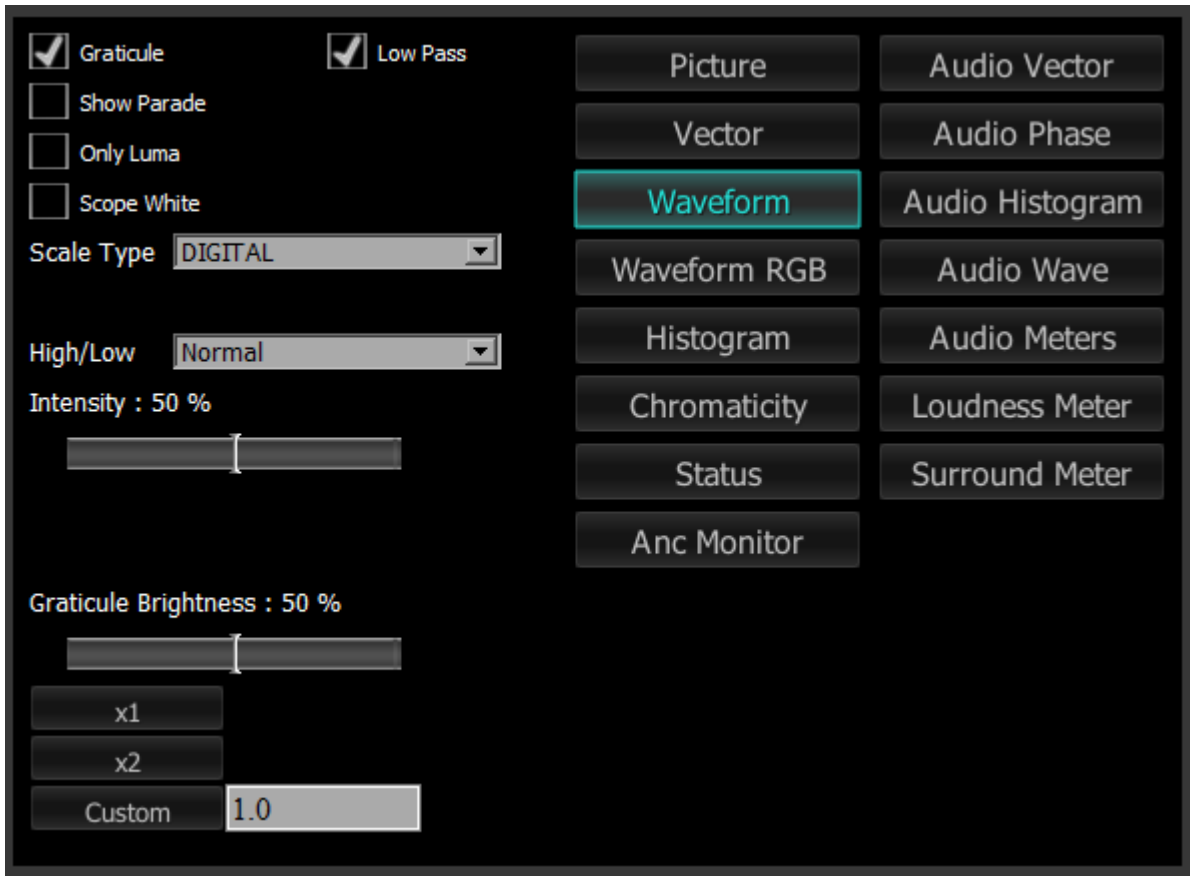 Graticule
Low Pass
Show Parade
Only Luma
Scope White
Scale Type DIGITAL
High/Low Normal
Intensity : 50 %
Graticule Brightness : 50 %
x1
x2
Custom 1.0
Picture
Vector
Waveform
Waveform RGB
Histogram
Chromaticity
Status
Anc Monitor
Audio Vector
Audio Phase
Audio Histogram
Audio Wave
Audio Meters
Loudness Meter
Surround Meter